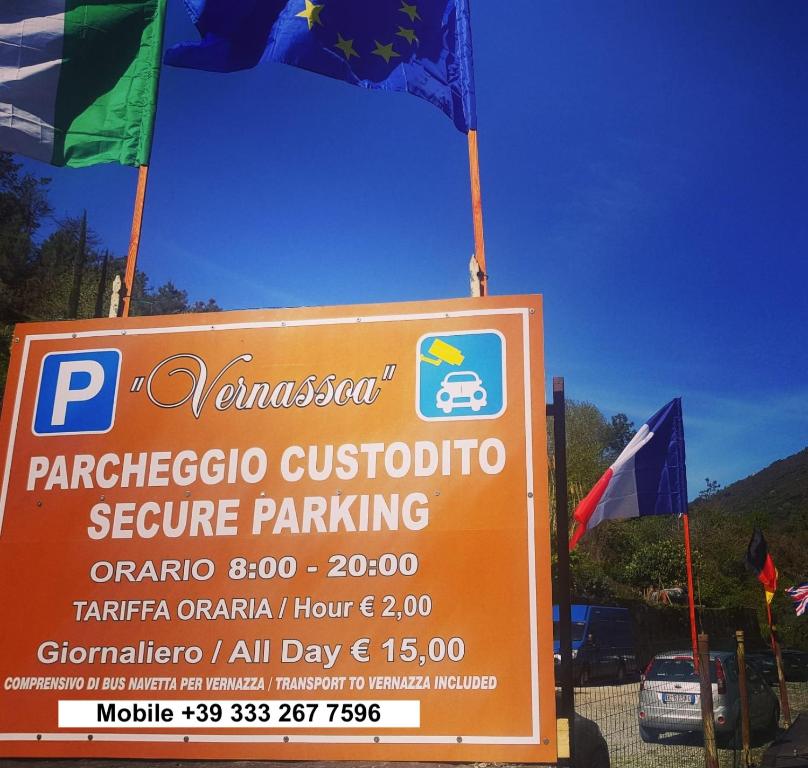 P
"Vernassoa"
PARCHEGGIO CUSTODITO
SECURE PARKING
ORARIO 8:00 - 20:00
TARIFFA ORARIA / Hour € 2,00
Giornaliero / All Day € 15,00
COMPRENSIVO DI BUS NAVETTA PER VERNAZZA / TRANSPORT TO VERNAZZA INCLUDED
Mobile +39 333 267 7596